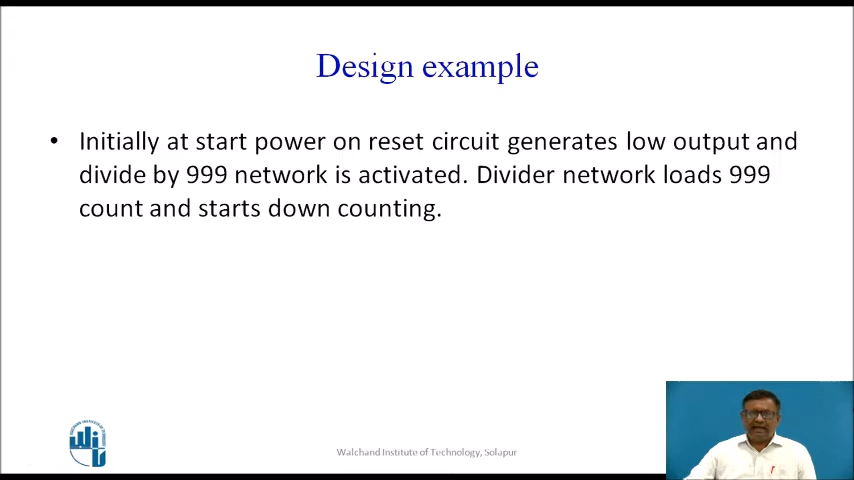 Design example
• Initially at start power on reset circuit generates low output and
divide by 999 network is activated. Divider network loads 999
count and starts down counting.
Walchand Institute of Technology, Solapur